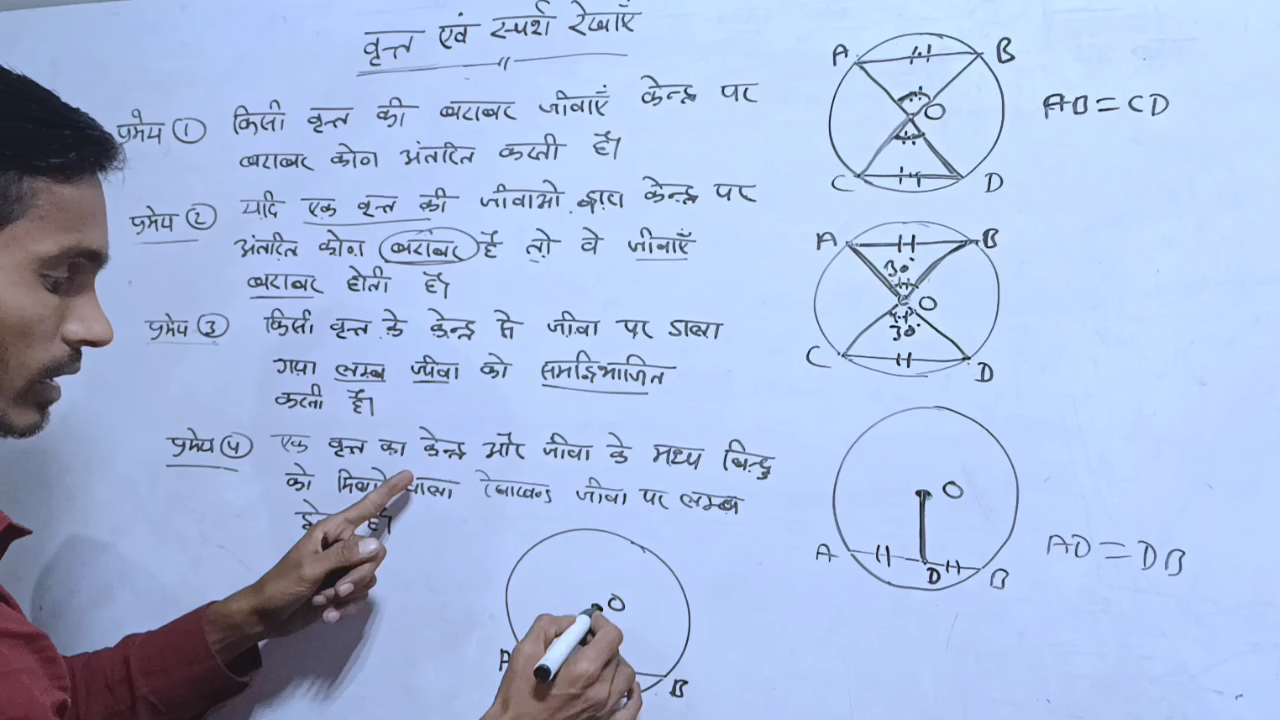 वृत्त एवं स्पर्श रेखाएँ
प्रमेय ① किसी वृत्त की बराबर जीवाएँ केन्द्र पर
बराबर कोण अंतरित करती हैं।
प्रमेय ② यदि एक वृत्त की जीवाओ द्वारा केन्द्र पर
अंतरित कोण बराबर है तो वे जीवाएँ
बराबर होती हैं।
प्रमेय ③ किसी वृत्त के केन्द्र से जीवा पर डाला
गया लम्ब जीवा को समद्विभाजित
करती है।
प्रमेय ④ एक वृत्त का केन्द्र और जीवा के मध्य बिन्दु
को वाला रेखाखण्ड जीवा पर लम्ब
है।
A B
O
C D
AB = CD
A B
30°
O
30°
C D
O
A D B
AD = DB
O
A B